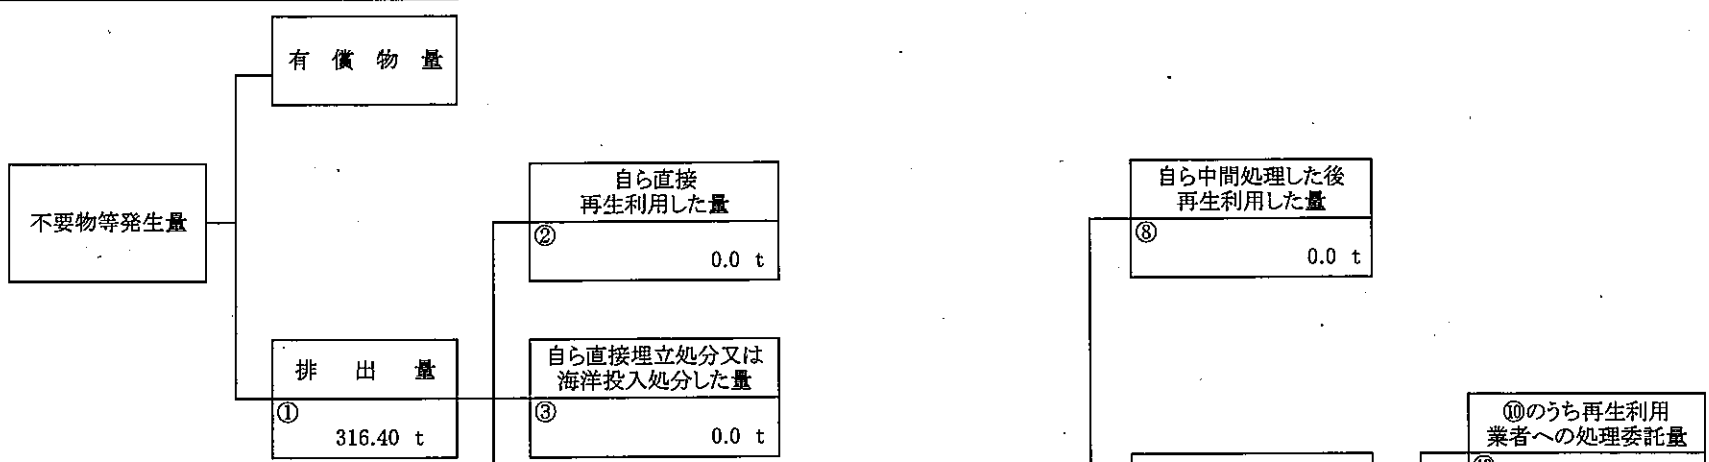 有償物量
不要物等発生量
自ら直接
再生利用した量
②
0.0 t
自ら中間処理した後
再生利用した量
⑧
0.0 t
排出量
①
316.40 t
自ら直接埋立処分又は
海洋投入処分した量
③
0.0 t
⑩のうち再生利用
業者への処理委託量